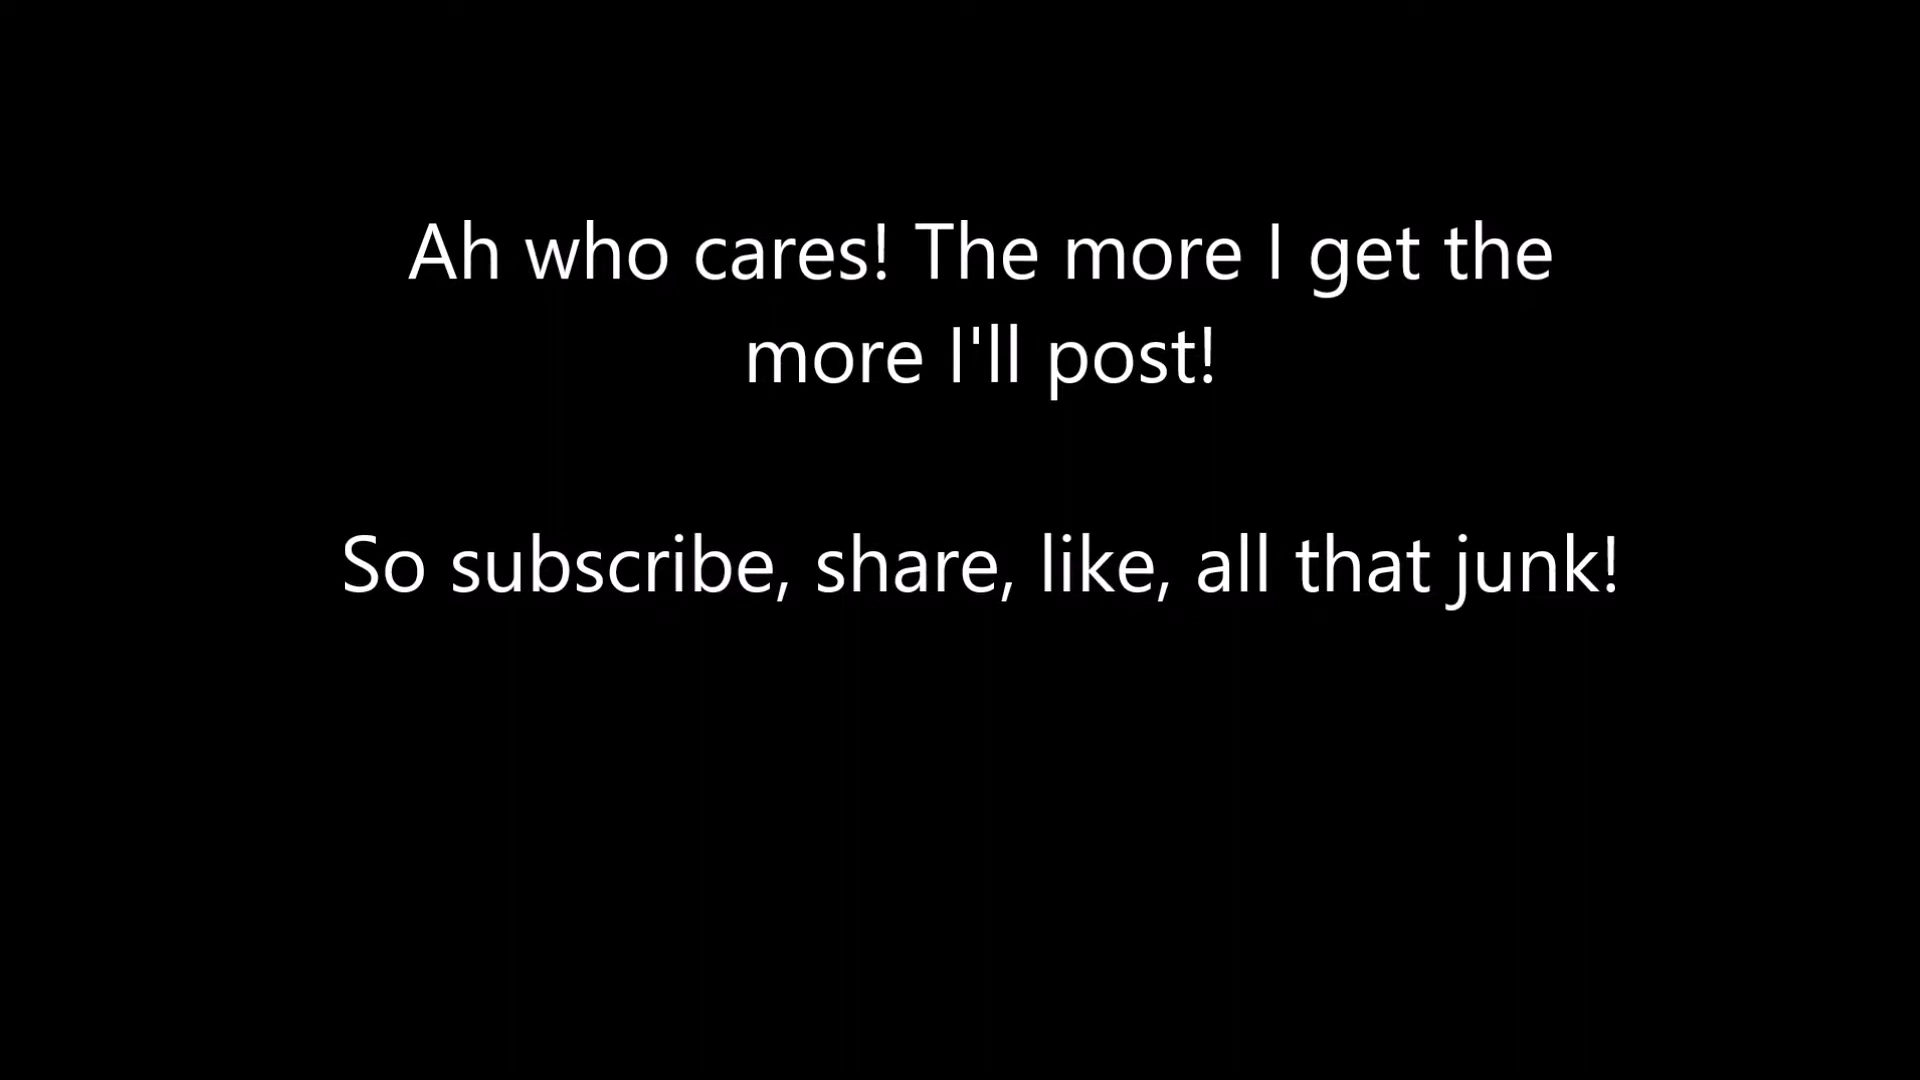 Ah who cares! The more I get the
more I'll post!
So subscribe, share, like, all that junk!